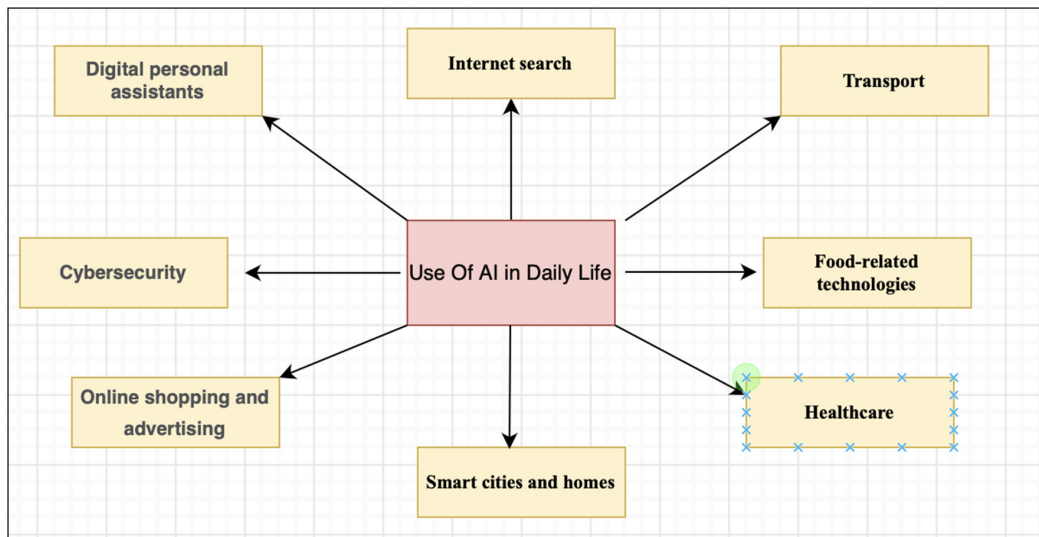 Digital personal
assistants
Internet search
Transport
Cybersecurity
Use Of AI in Daily Life
Food-related
technologies
Online shopping and
advertising
Healthcare
Smart cities and homes